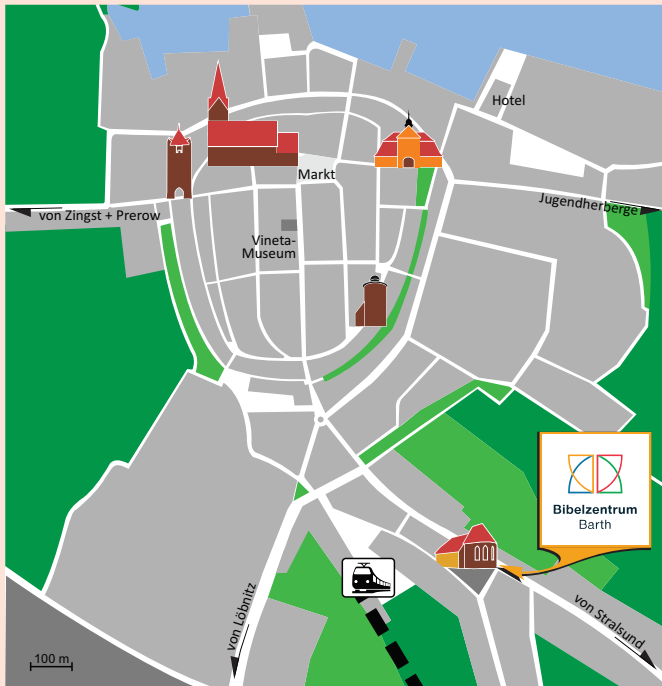 Hotel
Markt
Jugendherberge
von Zingst + Prerow
Vineta-
Museum
Bibelzentrum
Barth
von Löbnitz
von Stralsund
100 m